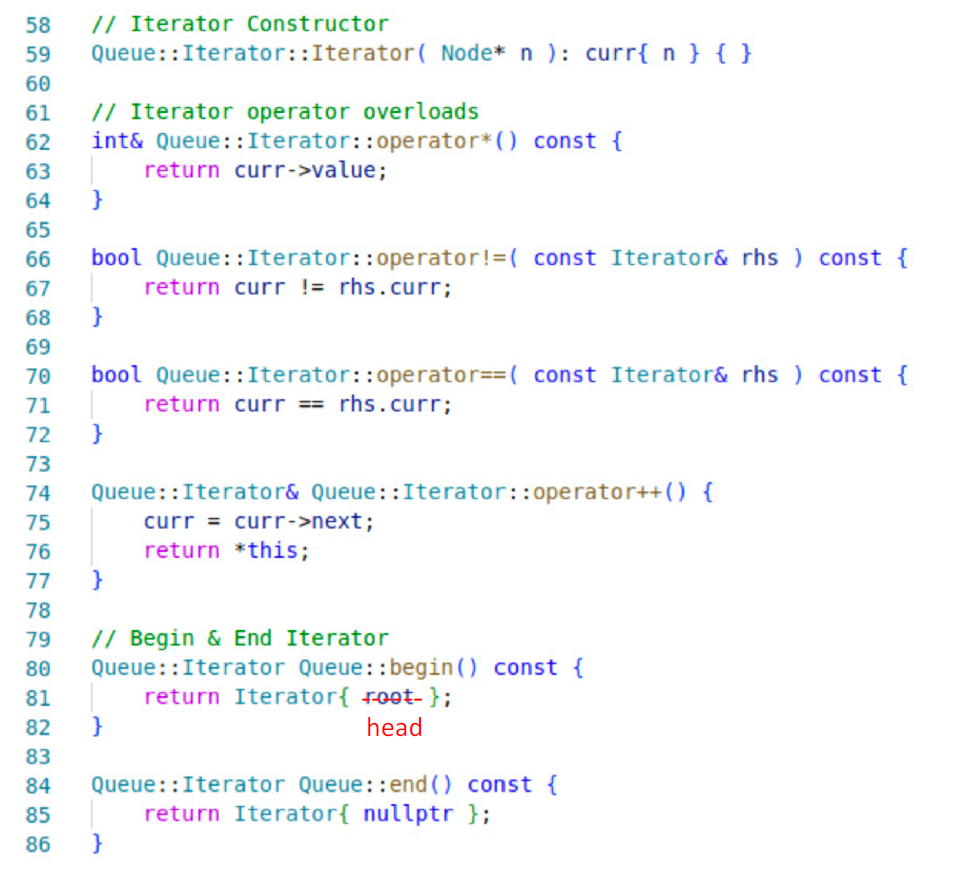 58 // Iterator Constructor
59 Queue::Iterator::Iterator( Node* n ): curr{ n } { }
60
61 // Iterator operator overloads
62 int& Queue::Iterator::operator*() const {
63     return curr->value;
64 }
65
66 bool Queue::Iterator::operator!=( const Iterator& rhs ) const {
67     return curr != rhs.curr;
68 }
69
70 bool Queue::Iterator::operator==( const Iterator& rhs ) const {
71     return curr == rhs.curr;
72 }
73
74 Queue::Iterator& Queue::Iterator::operator++() {
75     curr = curr->next;
76     return *this;
77 }
78
79 // Begin & End Iterator
80 Queue::Iterator Queue::begin() const {
81     return Iterator{ root };
82 }
head
83
84 Queue::Iterator Queue::end() const {
85     return Iterator{ nullptr };
86 }